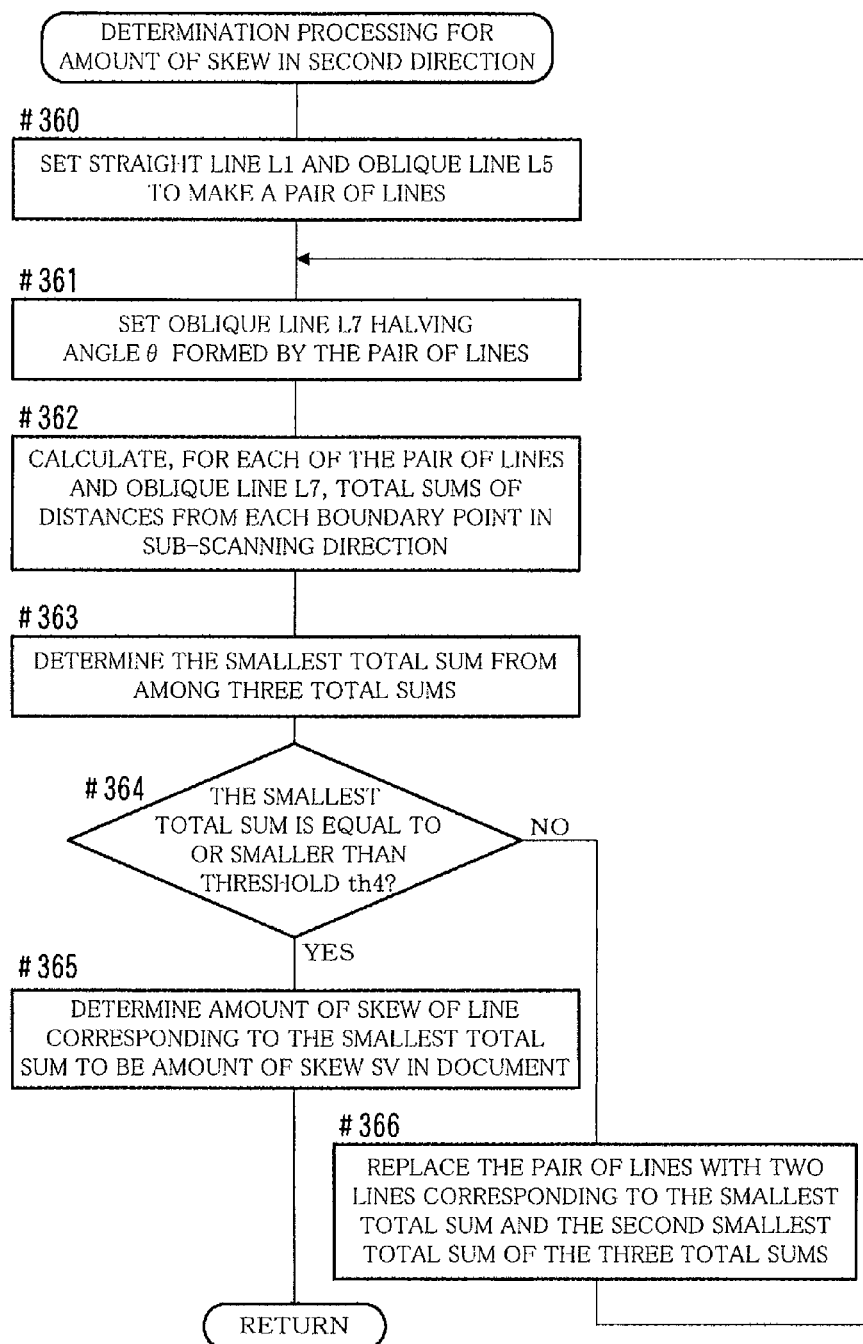 DETERMINATION PROCESSING FOR
AMOUNT OF SKEW IN SECOND DIRECTION
#360
SET STRAIGHT LINE L1 AND OBLIQUE LINE L5
TO MAKE A PAIR OF LINES
#361
SET OBLIQUE LINE L7 HALVING
ANGLE θ FORMED BY THE PAIR OF LINES
#362
CALCULATE, FOR EACH OF THE PAIR OF LINES
AND OBLIQUE LINE L7, TOTAL SUMS OF
DISTANCES FROM EACH BOUNDARY POINT IN
SUB-SCANNING DIRECTION
#363
DETERMINE THE SMALLEST TOTAL SUM FROM
AMONG THREE TOTAL SUMS
#364
THE SMALLEST
TOTAL SUM IS EQUAL TO
OR SMALLER THAN
THRESHOLD th4?
NO
YES
#365
DETERMINE AMOUNT OF SKEW OF LINE
CORRESPONDING TO THE SMALLEST TOTAL
SUM TO BE AMOUNT OF SKEW SV IN DOCUMENT
#366
REPLACE THE PAIR OF LINES WITH TWO
LINES CORRESPONDING TO THE SMALLEST
TOTAL SUM AND THE SECOND SMALLEST
TOTAL SUM OF THE THREE TOTAL SUMS
RETURN